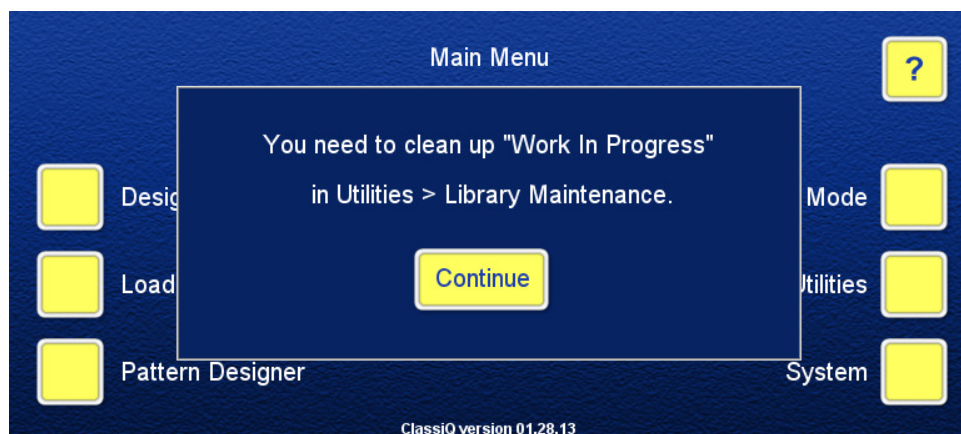 Main Menu
?
You need to clean up "Work In Progress"
in Utilities > Library Maintenance.
Continue
Mode
Load
Pattern Designer
System
ClassiQ version 01.28.13